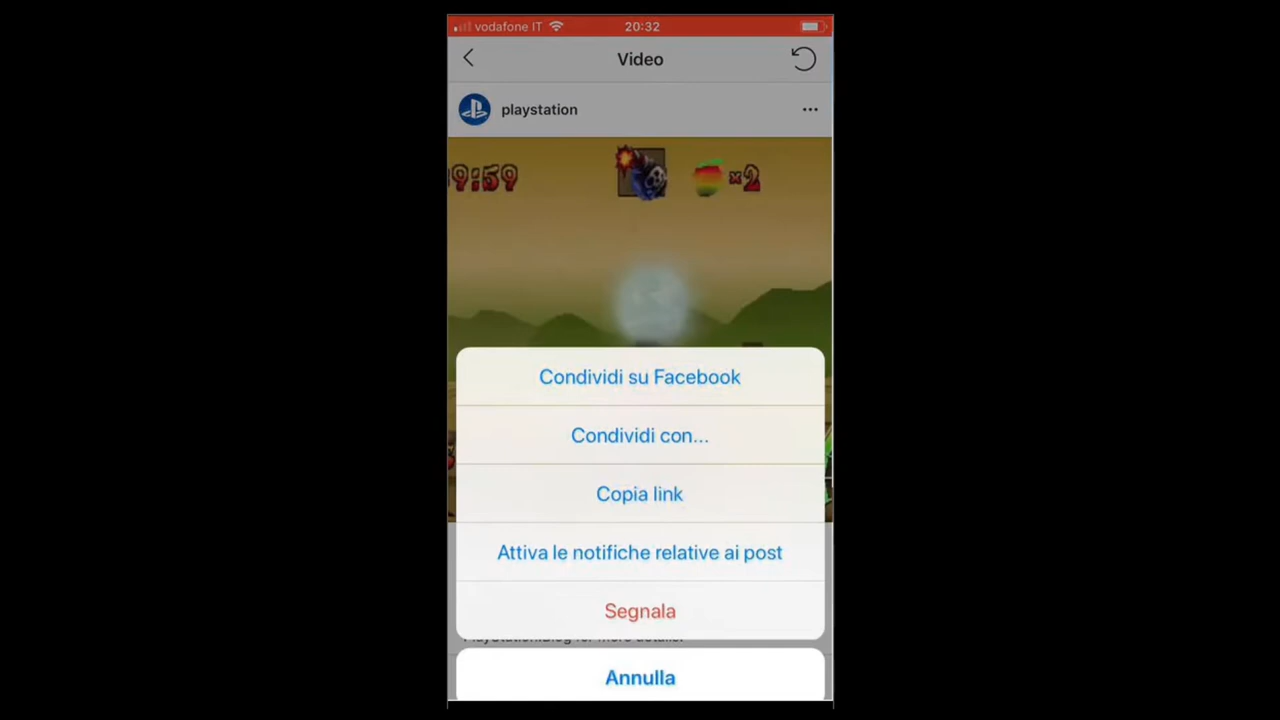 vodafone IT 20:32
Video
playstation
9:59 x2
Condividi su Facebook
Condividi con...
Copia link
Attiva le notifiche relative ai post
Segnala
Annulla